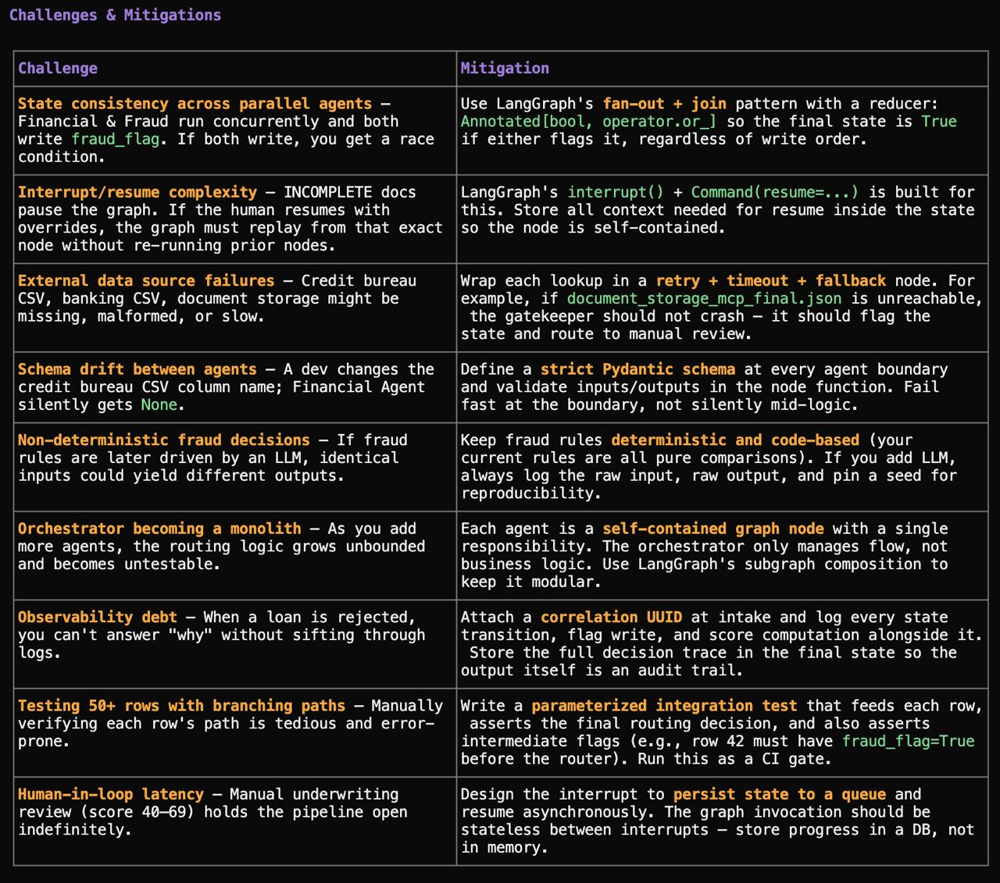 Challenges & Mitigations
Challenge
Mitigation
State consistency across parallel agents —
Financial & Fraud run concurrently and both
write fraud_flag. If both write, you get a race
condition.
Use LangGraph's fan-out + join pattern with a reducer:
Annotated[bool, operator.or_] so the final state is True
if either flags it, regardless of write order.
Interrupt/resume complexity — INCOMPLETE docs
pause the graph. If the human resumes with
overrides, the graph must replay from that exact
node without re-running prior nodes.
LangGraph's interrupt() + Command(resume=...) is built for
this. Store all context needed for resume inside the state
so the node is self-contained.
External data source failures — Credit bureau
CSV, banking CSV, document storage might be
missing, malformed, or slow.
Wrap each lookup in a retry + timeout + fallback node. For
example, if document_storage_mcp_final.json is unreachable,
the gatekeeper should not crash — it should flag the
state and route to manual review.
Schema drift between agents — A dev changes the
credit bureau CSV column name; Financial Agent
silently gets None.
Define a strict Pydantic schema at every agent boundary
and validate inputs/outputs in the node function. Fail
fast at the boundary, not silently mid-logic.
Non-deterministic fraud decisions — If fraud
rules are later driven by an LLM, identical
inputs could yield different outputs.
Keep fraud rules deterministic and code-based (your
current rules are all pure comparisons). If you add LLM,
always log the raw input, raw output, and pin a seed for
reproducibility.
Orchestrator becoming a monolith — As you add
more agents, the routing logic grows unbounded
and becomes untestable.
Each agent is a self-contained graph node with a single
responsibility. The orchestrator only manages flow, not
business logic. Use LangGraph's subgraph composition to
keep it modular.
Observability debt — When a loan is rejected,
you can't answer "why" without sifting through
logs.
Attach a correlation UUID at intake and log every state
transition, flag write, and score computation alongside it.
Store the full decision trace in the final state so the
output itself is an audit trail.
Testing 50+ rows with branching paths — Manually
verifying each row's path is tedious and error-
prone.
Write a parameterized integration test that feeds each row,
asserts the final routing decision, and also asserts
intermediate flags (e.g., row 42 must have fraud_flag=True
before the router). Run this as a CI gate.
Human-in-loop latency — Manual underwriting
review (score 40–69) holds the pipeline open
indefinitely.
Design the interrupt to persist state to a queue and
resume asynchronously. The graph invocation should be
stateless between interrupts — store progress in a DB, not
in memory.